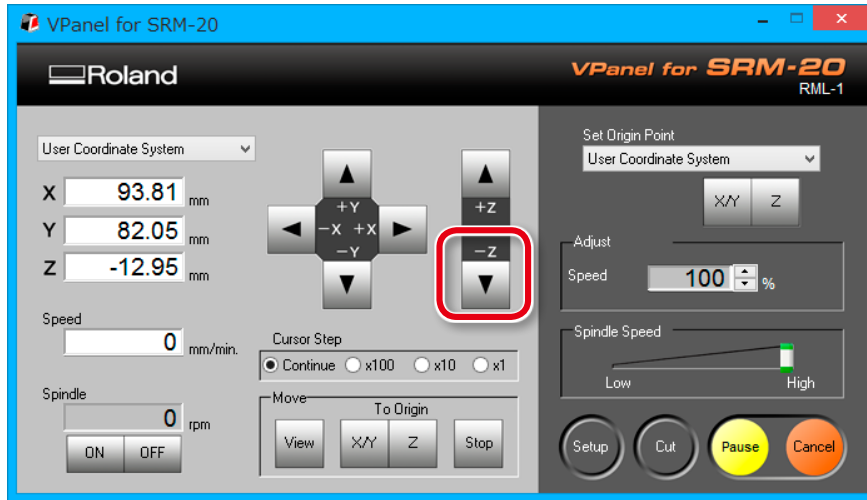 VPanel for SRM-20
Roland
VPanel for SRM-20
RML-1
User Coordinate System
X 93.81 mm
Y 82.05 mm
Z -12.95 mm
Speed
0 mm/min.
Spindle
0 rpm
ON OFF
+Y
-X +X
-Y
+Z
-Z
Cursor Step
Continue x100 x10 x1
Move
To Origin
View X/Y Z Stop
Set Origin Point
User Coordinate System
X/Y Z
Adjust
Speed 100 %
Spindle Speed
Low High
Setup Cut Pause Cancel